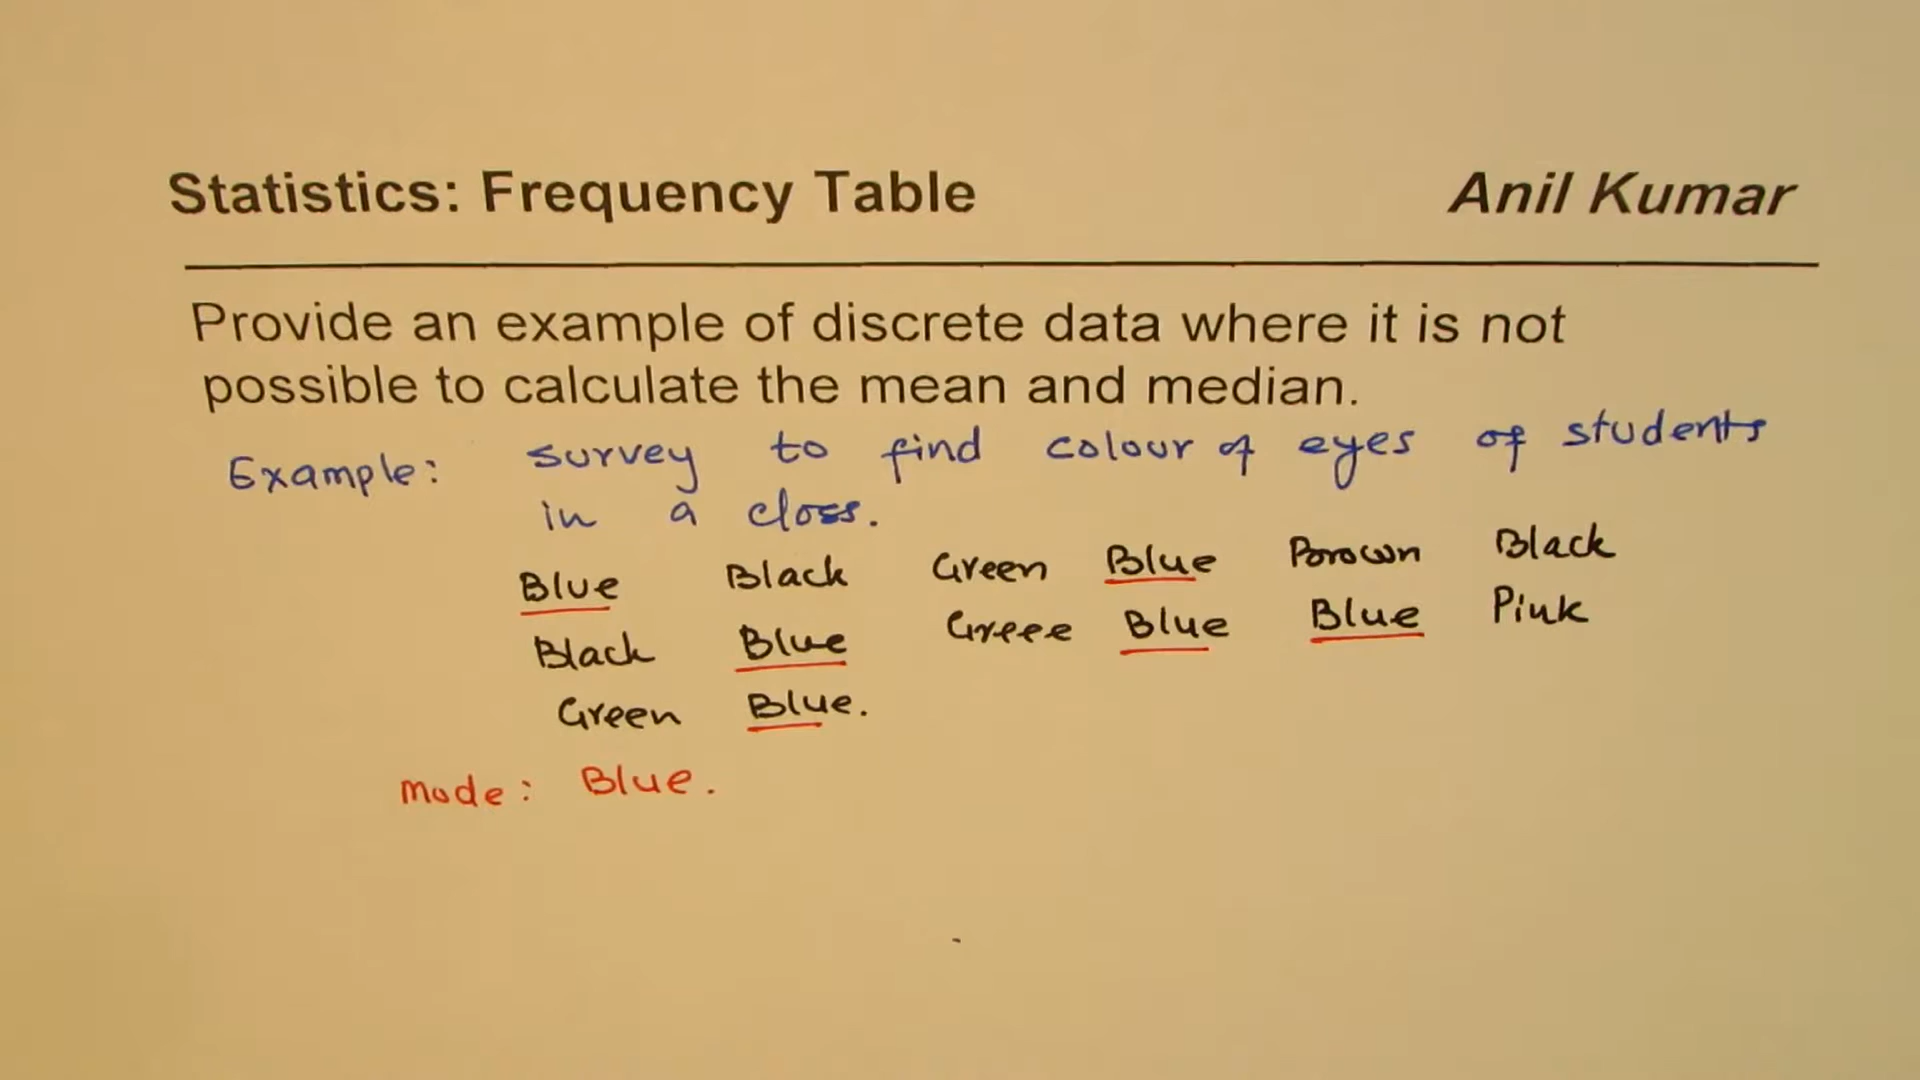 Statistics: Frequency Table Anil Kumar
Provide an example of discrete data where it is not
possible to calculate the mean and median.
Example: survey to find colour of eyes of students
in a class.
Blue Black Green Blue Brown Black
Black Blue Greee Blue Blue Pink
Green Blue.
Mode: Blue.